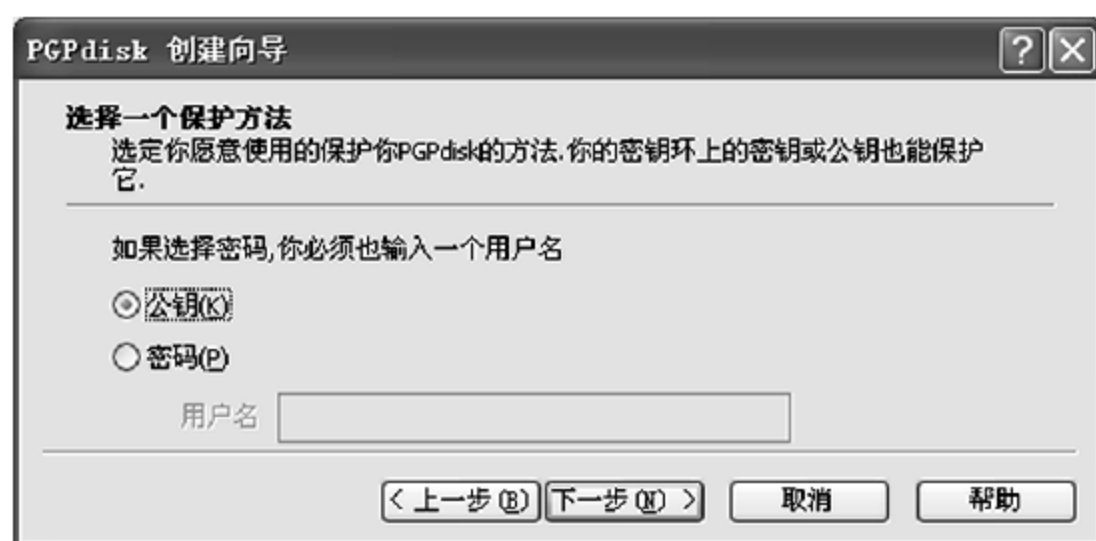 PGPdisk 创建向导
选择一个保护方法
选定你愿意使用的保护你PGPdisk的方法.你的密钥环上的密钥或公钥也能保护
它.
如果选择密码,你必须也输入一个用户名
公钥(K)
密码(P)
用户名
< 上一步(B) 下一步(N) > 取消 帮助